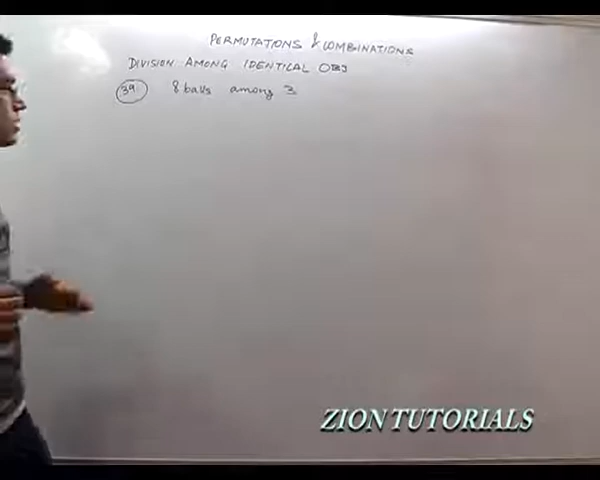 PERMUTATIONS & COMBINATIONS
DIVISION AMONG IDENTICAL OBJ
39 8 balls among 3
ZION TUTORIALS